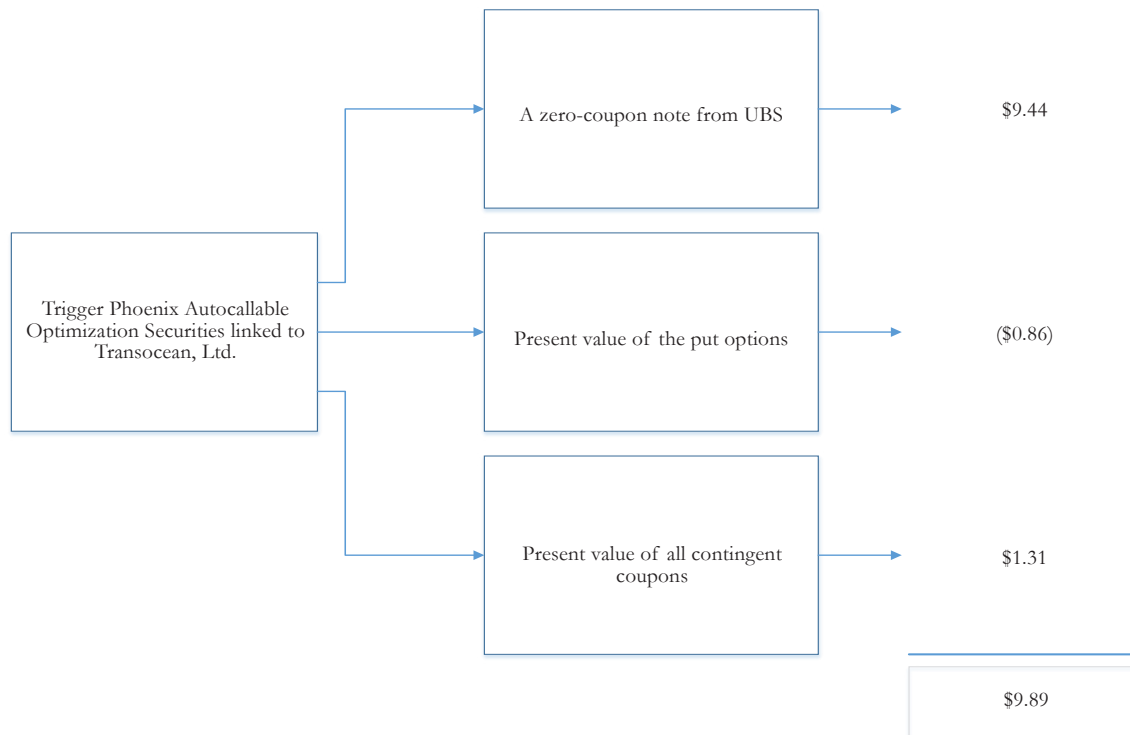 A zero-coupon note from UBS
$9.44
Trigger Phoenix Autocallable
Optimization Securities linked to
Transocean, Ltd.
Present value of the put options
($0.86)
Present value of all contingent
coupons
$1.31
$9.89